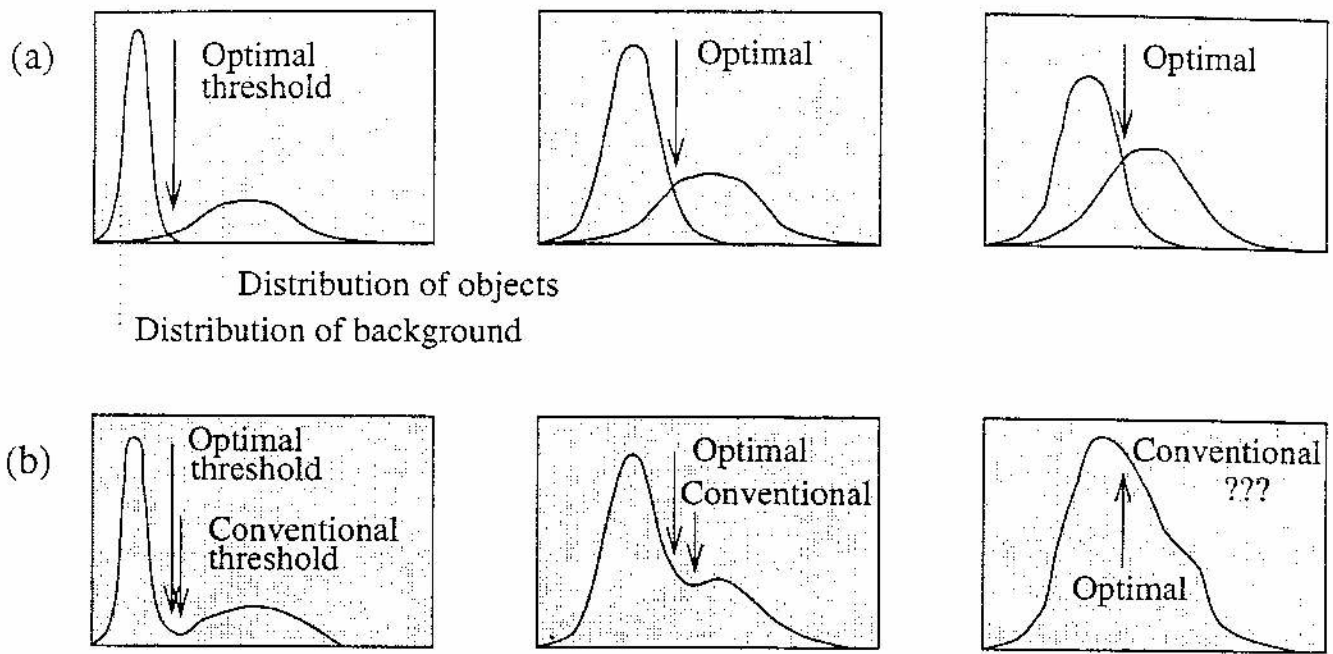 (a)
Optimal
threshold
Optimal
Optimal
Distribution of objects
Distribution of background
(b)
Optimal
threshold
Conventional
threshold
Optimal
Conventional
Conventional
???
Optimal